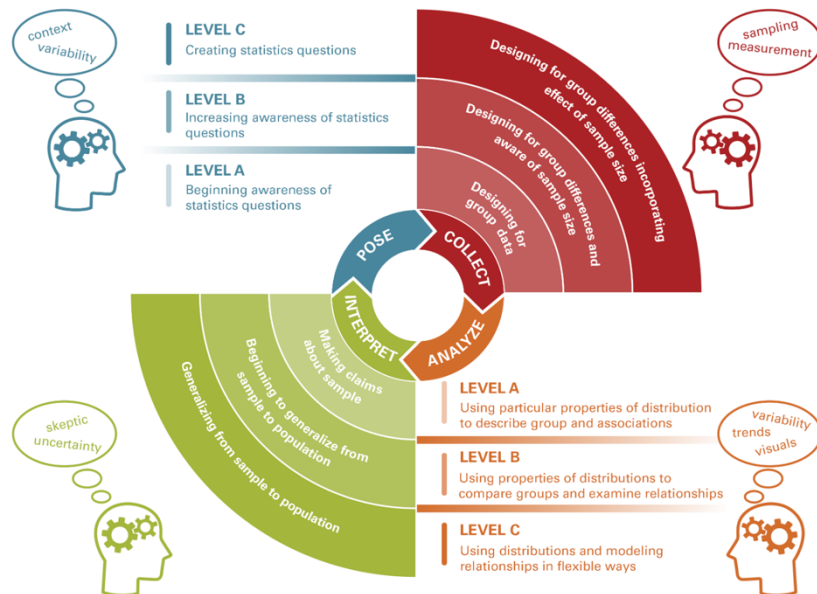 context
variability
LEVEL C
Creating statistics questions
LEVEL B
Increasing awareness of statistics
questions
LEVEL A
Beginning awareness of
statistics questions
sampling
measurement
Designing for group differences incorporating
effect of sample size
Designing for group differences and
aware of sample size
Designing for
group data
POSE
COLLECT
INTERPRET
ANALYZE
Making claims
about sample
Beginning to generalize from
sample to population
Generalizing from sample to population
skeptic
uncertainty
LEVEL A
Using particular properties of distribution
to describe group and associations
LEVEL B
Using properties of distributions to
compare groups and examine relationships
LEVEL C
Using distributions and modeling
relationships in flexible ways
variability
trends
visuals